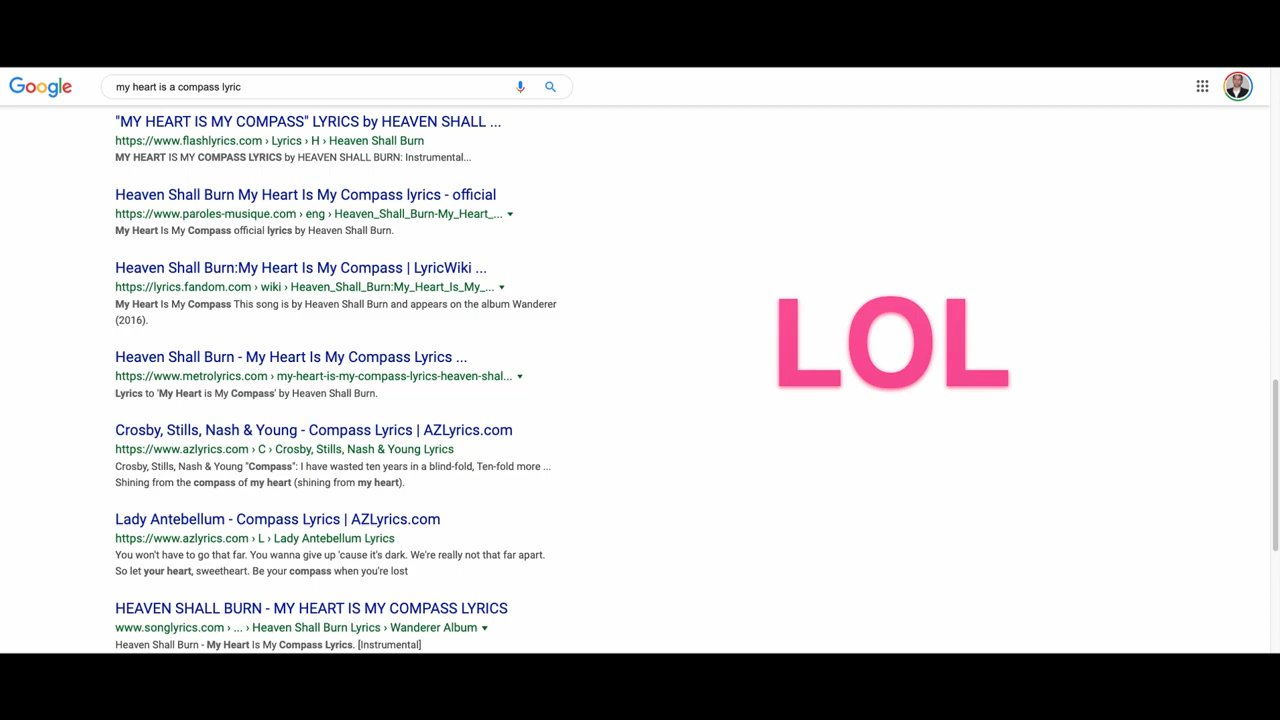 Google
my heart is a compass lyric
"MY HEART IS MY COMPASS" LYRICS by HEAVEN SHALL ...
https://www.flashlyrics.com › Lyrics › H › Heaven Shall Burn
MY HEART IS MY COMPASS LYRICS by HEAVEN SHALL BURN: Instrumental...
Heaven Shall Burn My Heart Is My Compass lyrics - official
https://www.paroles-musique.com › eng › Heaven_Shall_Burn-My_Heart_...
My Heart Is My Compass official lyrics by Heaven Shall Burn.
Heaven Shall Burn:My Heart Is My Compass | LyricWiki ...
https://lyrics.fandom.com › wiki › Heaven_Shall_Burn:My_Heart_Is_My_...
My Heart Is My Compass This song is by Heaven Shall Burn and appears on the album Wanderer
(2016).
LOL
Heaven Shall Burn - My Heart Is My Compass Lyrics ...
https://www.metrolyrics.com › my-heart-is-my-compass-lyrics-heaven-shal...
Lyrics to 'My Heart is My Compass' by Heaven Shall Burn.
Crosby, Stills, Nash & Young - Compass Lyrics | AZLyrics.com
https://www.azlyrics.com › C › Crosby, Stills, Nash & Young Lyrics
Crosby, Stills, Nash & Young "Compass": I have wasted ten years in a blind-fold, Ten-fold more ...
Shining from the compass of my heart (shining from my heart).
Lady Antebellum - Compass Lyrics | AZLyrics.com
https://www.azlyrics.com › L › Lady Antebellum Lyrics
You won't have to go that far. You wanna give up 'cause it's dark. We're really not that far apart.
So let your heart, sweetheart. Be your compass when you're lost
HEAVEN SHALL BURN - MY HEART IS MY COMPASS LYRICS
www.songlyrics.com › ... › Heaven Shall Burn Lyrics › Wanderer Album
Heaven Shall Burn - My Heart Is My Compass Lyrics. [Instrumental]